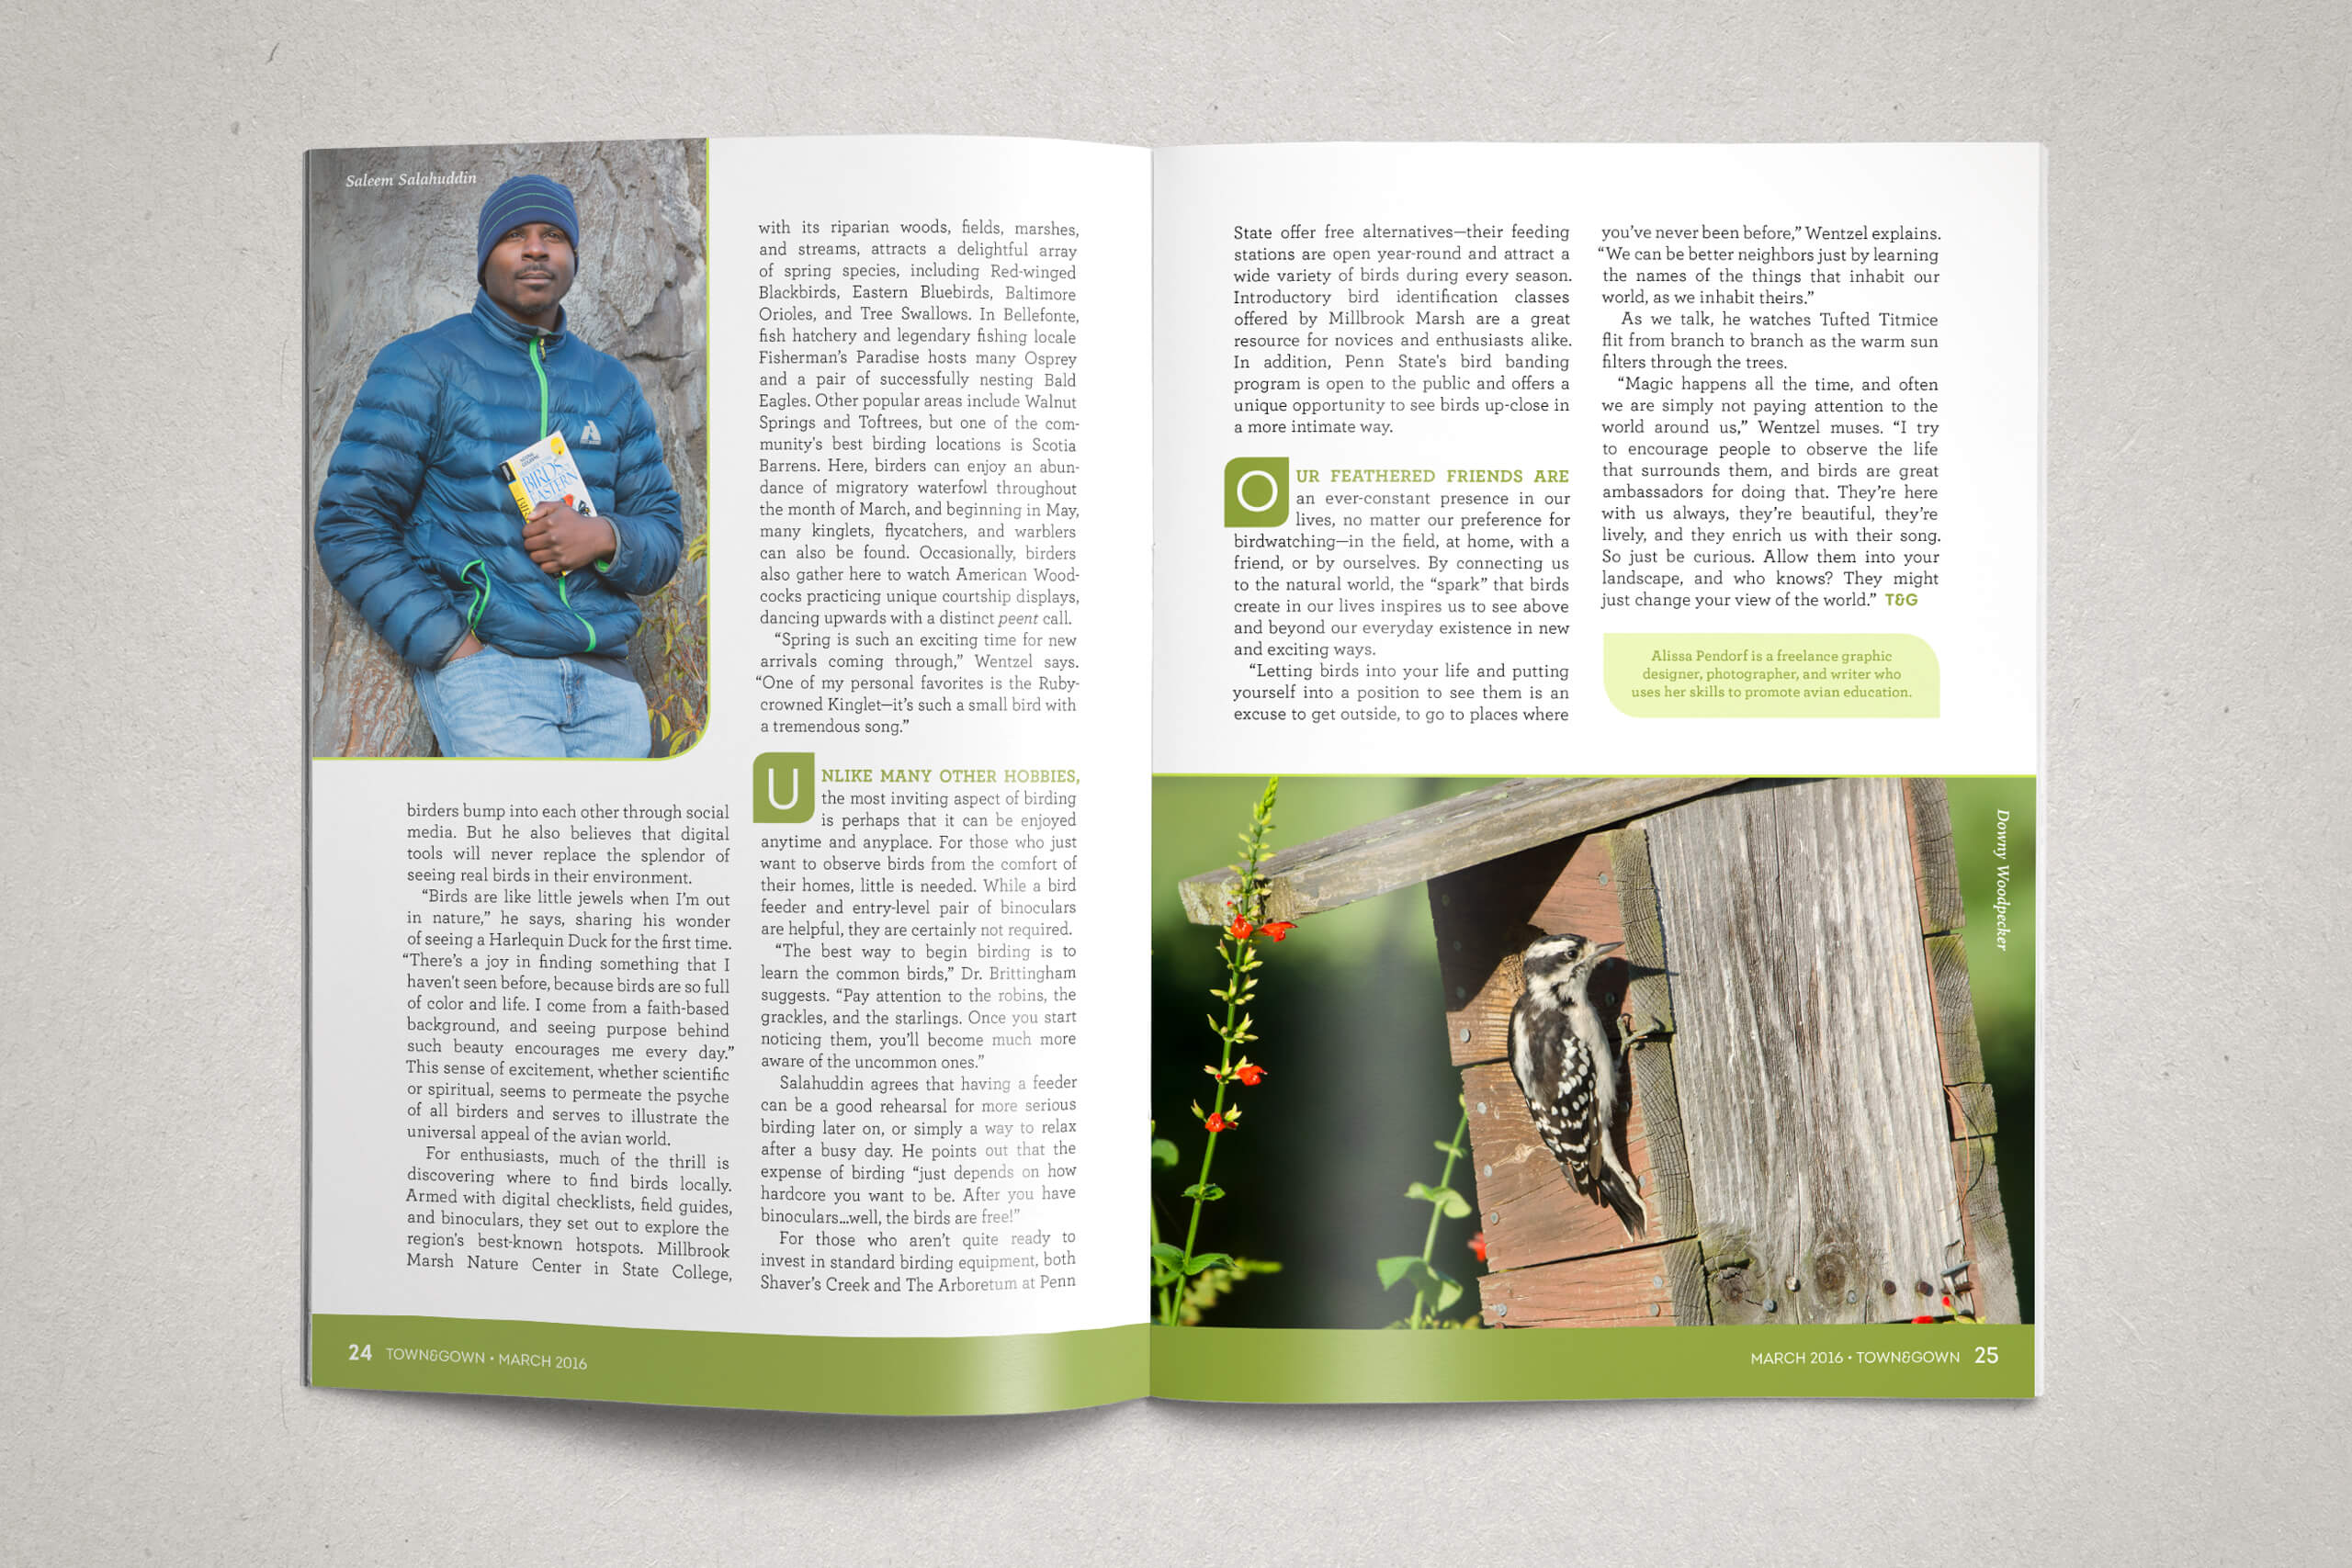 Saleem Salahuddin
BIRDS
EASTERN
birders bump into each other through social
media. But he also believes that digital
tools will never replace the splendor of
seeing real birds in their environment.
“Birds are like little jewels when I’m out
in nature,” he says, sharing his wonder
of seeing a Harlequin Duck for the first time.
“There’s a joy in finding something that I
haven’t seen before, because birds are so full
of color and life. I come from a faith-based
background, and seeing purpose behind
such beauty encourages me every day.”
This sense of excitement, whether scientific
or spiritual, seems to permeate the psyche
of all birders and serves to illustrate the
universal appeal of the avian world.
For enthusiasts, much of the thrill is
discovering where to find birds locally.
Armed with digital checklists, field guides,
and binoculars, they set out to explore the
region’s best-known hotspots. Millbrook
Marsh Nature Center in State College,
with its riparian woods, fields, marshes,
and streams, attracts a delightful array
of spring species, including Red-winged
Blackbirds, Eastern Bluebirds, Baltimore
Orioles, and Tree Swallows. In Bellefonte,
fish hatchery and legendary fishing locale
Fisherman’s Paradise hosts many Osprey
and a pair of successfully nesting Bald
Eagles. Other popular areas include Walnut
Springs and Toftrees, but one of the com-
munity’s best birding locations is Scotia
Barrens. Here, birders can enjoy an abun-
dance of migratory waterfowl throughout
the month of March, and beginning in May,
many kinglets, flycatchers, and warblers
can also be found. Occasionally, birders
also gather here to watch American Wood-
cocks practicing unique courtship displays,
dancing upwards with a distinct peent call.
“Spring is such an exciting time for new
arrivals coming through,” Wentzel says.
“One of my personal favorites is the Ruby-
crowned Kinglet—it’s such a small bird with
a tremendous song.”
UNLIKE MANY OTHER HOBBIES,
the most inviting aspect of birding
is perhaps that it can be enjoyed
anytime and anyplace. For those who just
want to observe birds from the comfort of
their homes, little is needed. While a bird
feeder and entry-level pair of binoculars
are helpful, they are certainly not required.
“The best way to begin birding is to
learn the common birds,” Dr. Brittingham
suggests. “Pay attention to the robins, the
grackles, and the starlings. Once you start
noticing them, you’ll become much more
aware of the uncommon ones.”
Salahuddin agrees that having a feeder
can be a good rehearsal for more serious
birding later on, or simply a way to relax
after a busy day. He points out that the
expense of birding “just depends on how
hardcore you want to be. After you have
binoculars...well, the birds are free!”
For those who aren’t quite ready to
invest in standard birding equipment, both
Shaver’s Creek and The Arboretum at Penn
24 TOWN&GOWN • MARCH 2016
State offer free alternatives—their feeding
stations are open year-round and attract a
wide variety of birds during every season.
Introductory bird identification classes
offered by Millbrook Marsh are a great
resource for novices and enthusiasts alike.
In addition, Penn State’s bird banding
program is open to the public and offers a
unique opportunity to see birds up-close in
a more intimate way.
OUR FEATHERED FRIENDS ARE
an ever-constant presence in our
lives, no matter our preference for
birdwatching—in the field, at home, with a
friend, or by ourselves. By connecting us
to the natural world, the “spark” that birds
create in our lives inspires us to see above
and beyond our everyday existence in new
and exciting ways.
“Letting birds into your life and putting
yourself into a position to see them is an
excuse to get outside, to go to places where
you’ve never been before,” Wentzel explains.
“We can be better neighbors just by learning
the names of the things that inhabit our
world, as we inhabit theirs.”
As we talk, he watches Tufted Titmice
flit from branch to branch as the warm sun
filters through the trees.
“Magic happens all the time, and often
we are simply not paying attention to the
world around us,” Wentzel muses. “I try
to encourage people to observe the life
that surrounds them, and birds are great
ambassadors for doing that. They’re here
with us always, they’re beautiful, they’re
lively, and they enrich us with their song.
So just be curious. Allow them into your
landscape, and who knows? They might
just change your view of the world.” T&G
Alissa Pendorf is a freelance graphic
designer, photographer, and writer who
uses her skills to promote avian education.
Downy Woodpecker
MARCH 2016 • TOWN&GOWN 25